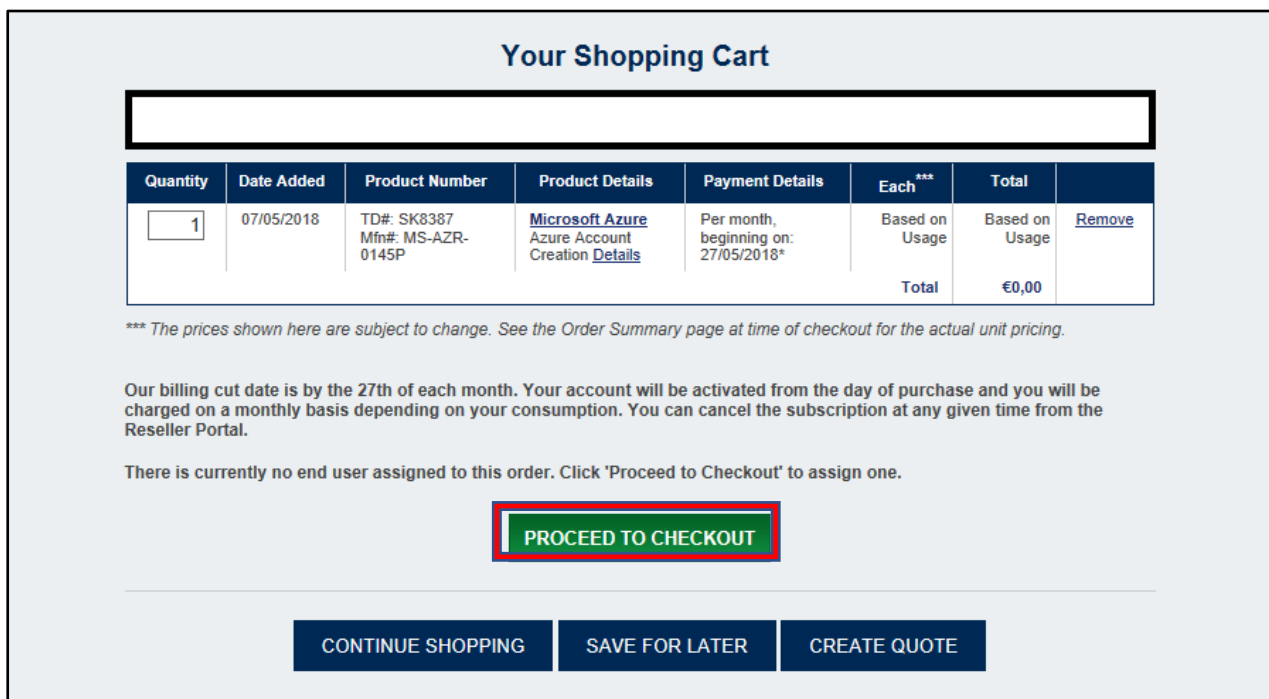 Your Shopping Cart
Quantity Date Added Product Number Product Details Payment Details Each*** Total
1 07/05/2018 TD#: SK8387 Microsoft Azure Per month, Based on Based on Remove
Mfn#: MS-AZR- Azure Account beginning on: Usage Usage
0145P Creation Details 27/05/2018*
Total €0,00
*** The prices shown here are subject to change. See the Order Summary page at time of checkout for the actual unit pricing.
Our billing cut date is by the 27th of each month. Your account will be activated from the day of purchase and you will be
charged on a monthly basis depending on your consumption. You can cancel the subscription at any given time from the
Reseller Portal.
There is currently no end user assigned to this order. Click 'Proceed to Checkout' to assign one.
PROCEED TO CHECKOUT
CONTINUE SHOPPING SAVE FOR LATER CREATE QUOTE